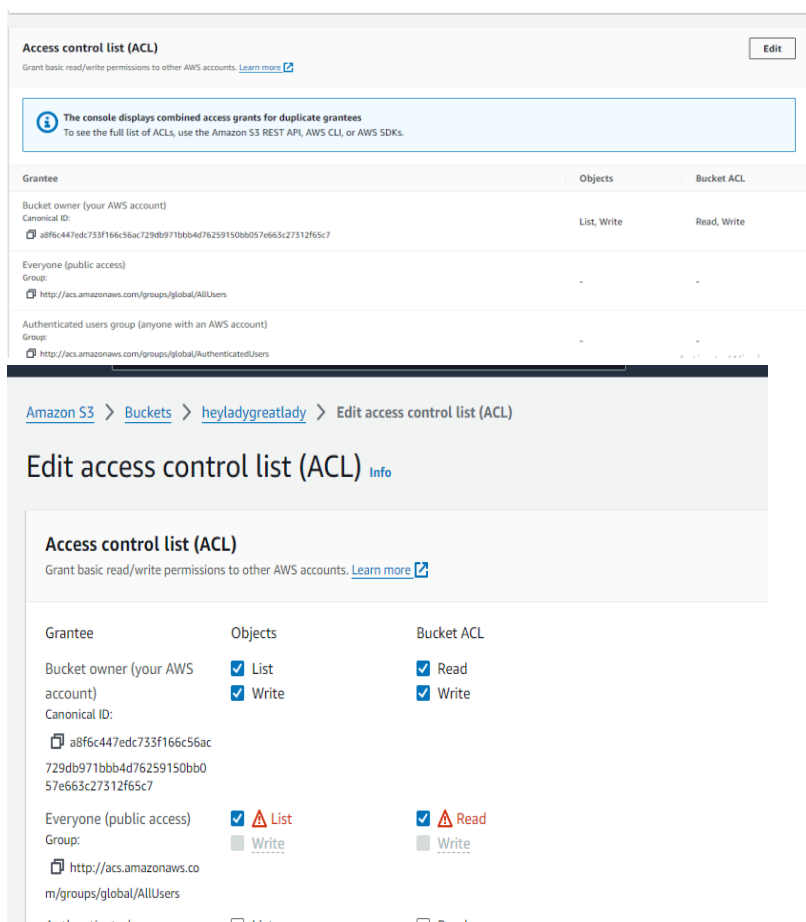 Access control list (ACL)
Edit
Grant basic read/write permissions to other AWS accounts. Learn more
The console displays combined access grants for duplicate grantees
To see the full list of ACLs, use the Amazon S3 REST API, AWS CLI, or AWS SDKs.
Grantee Objects Bucket ACL
Bucket owner (your AWS account)
Canonical ID:
a8f6c447edc733f166c56ac729db971bbb4d76259150bb057e663c27312f65c7
List, Write Read, Write
Everyone (public access)
Group:
http://acs.amazonaws.com/groups/global/AllUsers
- -
Authenticated users group (anyone with an AWS account)
Group:
http://acs.amazonaws.com/groups/global/AuthenticatedUsers
- -
Amazon S3 > Buckets > heyladygreatlady > Edit access control list (ACL)
Edit access control list (ACL) Info
Access control list (ACL)
Grant basic read/write permissions to other AWS accounts. Learn more
Grantee Objects Bucket ACL
Bucket owner (your AWS List Read
account) Write Write
Canonical ID:
a8f6c447edc733f166c56ac
729db971bbb4d76259150bb0
57e663c27312f65c7
Everyone (public access) List Read
Group: Write Write
http://acs.amazonaws.co
m/groups/global/AllUsers